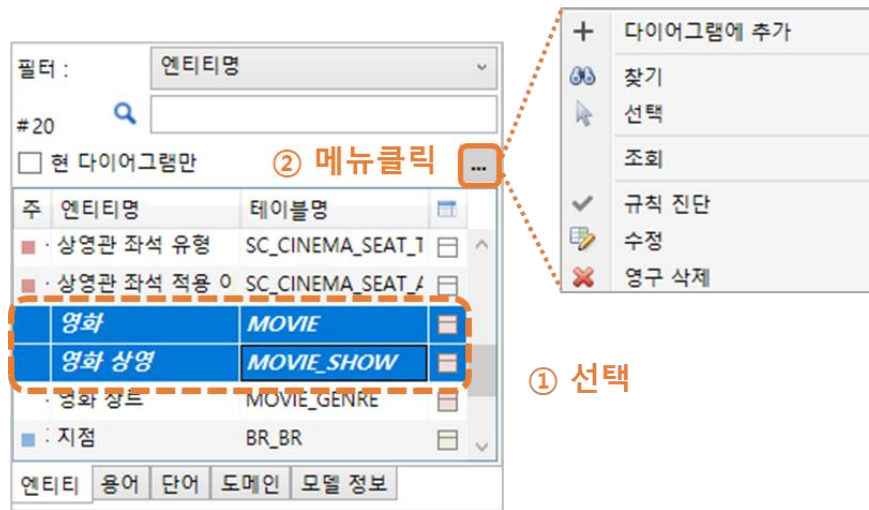 필터 :
엔티티명
#20
현 다이어그램만
② 메뉴클릭
...
주 엔티티명 테이블명
· 상영관 좌석 유형 SC_CINEMA_SEAT_T
· 상영관 좌석 적용 SC_CINEMA_SEAT_A
영화 MOVIE
영화 상영 MOVIE_SHOW
· 영화 장르 MOVIE_GENRE
지점 BR_BR
엔티티 용어 단어 도메인 모델 정보
① 선택
다이어그램에 추가
찾기
선택
조회
규칙 진단
수정
영구 삭제